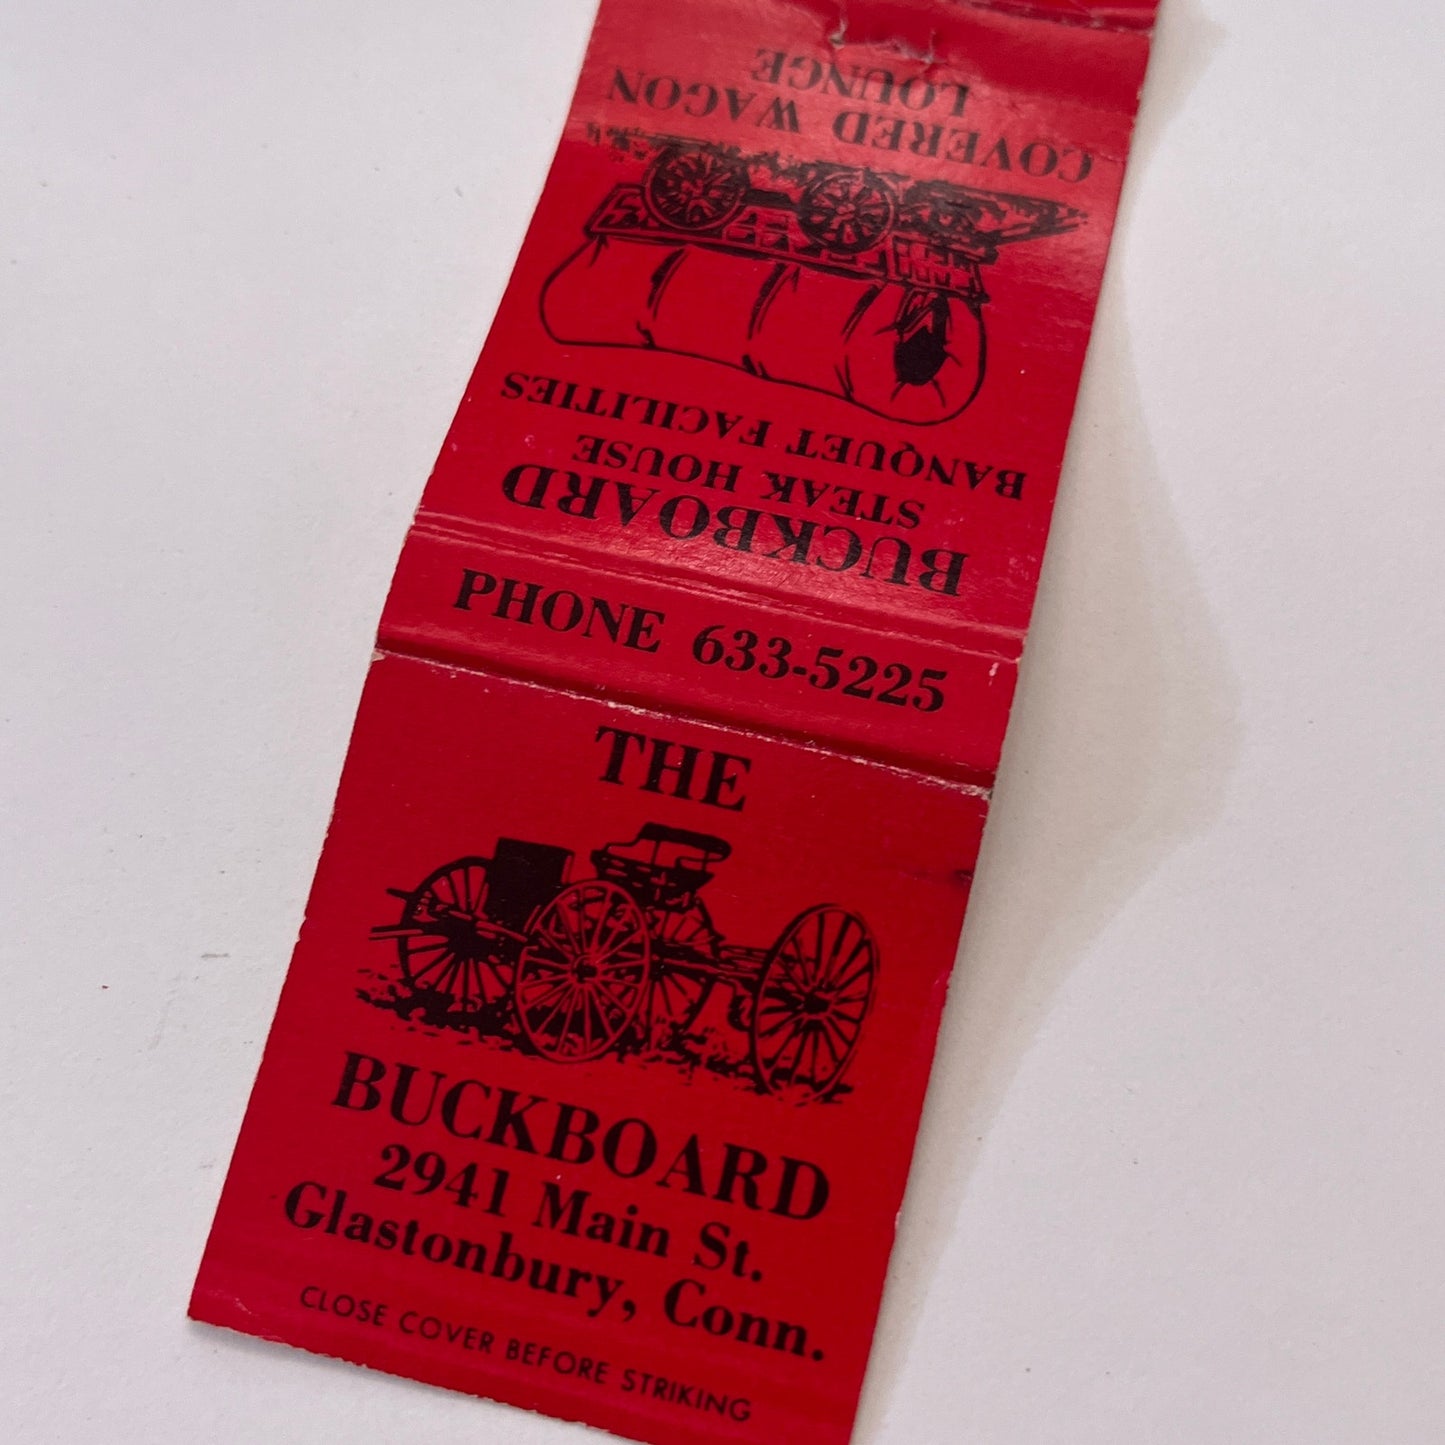 THE
BUCKBOARD
2941 Main St.
Glastonbury, Conn.
CLOSE COVER BEFORE STRIKING
PHONE 633-5225
BUCKBOARD
STEAK HOUSE
BANQUET FACILITIES
COVERED WAGON
LOUNGE